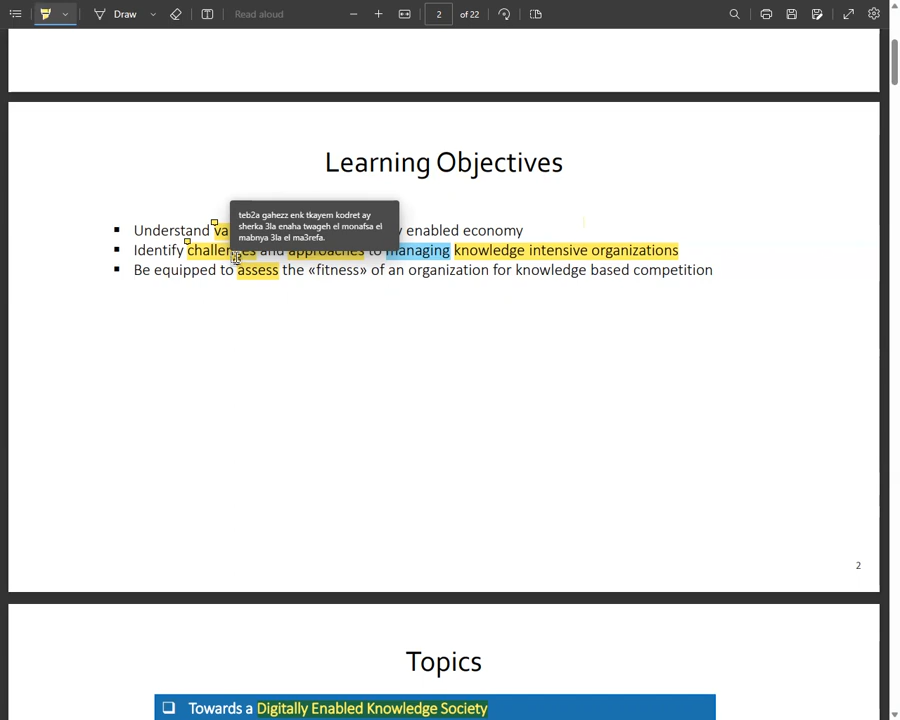 Draw
Read aloud
2 of 22
Learning Objectives
teb2a gahezz enk tkayem kodret ay
sherka 3la enaha twageh el monafsa el
mabnya 3la el ma3refa.
▪ Understand va y enabled economy
▪ Identify challenges and approaches to managing knowledge intensive organizations
▪ Be equipped to assess the «fitness» of an organization for knowledge based competition
2
Topics
❑ Towards a Digitally Enabled Knowledge Society